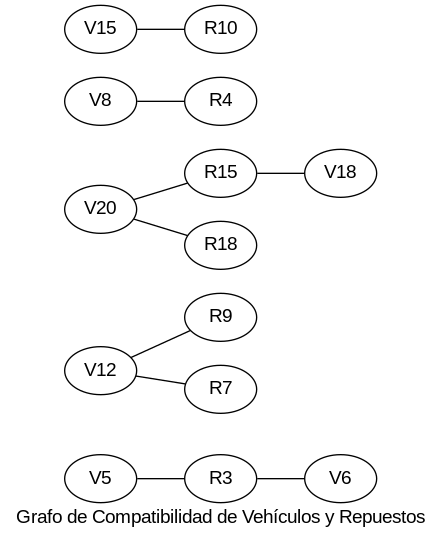 V15 R10
V8 R4
R15 V18
V20
R18
R9
V12
R7
V5 R3 V6
Grafo de Compatibilidad de Vehículos y Repuestos